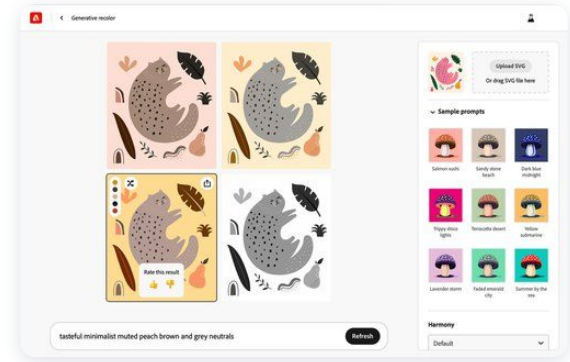 Generative recolor
Upload SVG
Or drag SVG file here
Sample prompts
Salmon sushi
Sandy stone
beach
Dark blue
midnight
Trippy disco
lights
Terracotta desert
Yellow
submarine
Lavender storm
Faded emerald
city
Summer by the
sea
Rate this result
tasteful minimalist muted peach brown and grey neutrals
Refresh
Harmony
Default